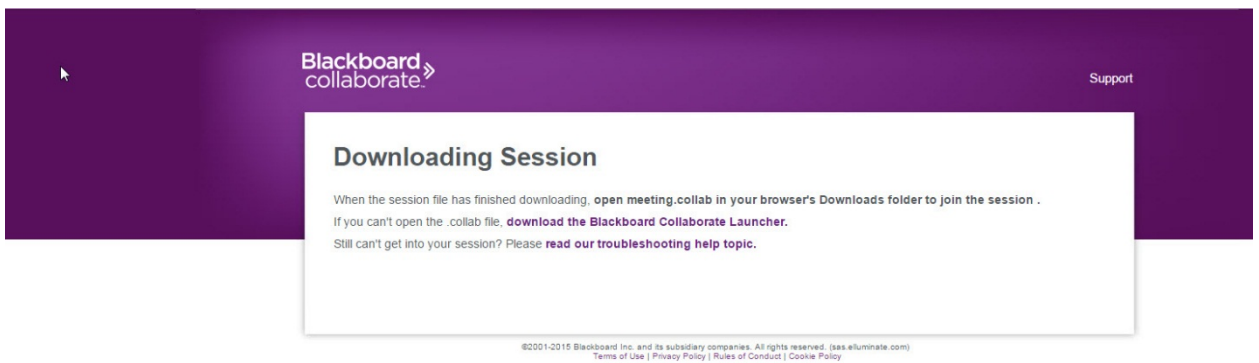 Blackboard
collaborate™
Support
Downloading Session
When the session file has finished downloading, open meeting.collab in your browser's Downloads folder to join the session .
If you can't open the .collab file, download the Blackboard Collaborate Launcher.
Still can't get into your session? Please read our troubleshooting help topic.
©2001-2015 Blackboard Inc. and its subsidiary companies. All rights reserved. (sas.elluminate.com)
Terms of Use | Privacy Policy | Rules of Conduct | Cookie Policy